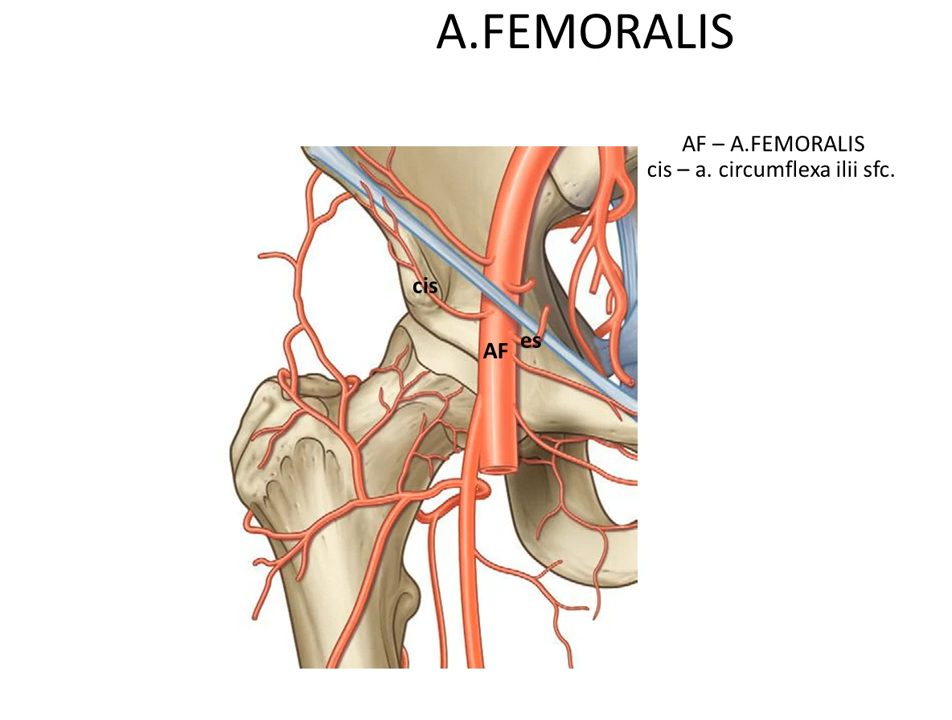 A.FEMORALIS
AF – A.FEMORALIS
cis – a. circumflexa ilii sfc.
cis
AF
es